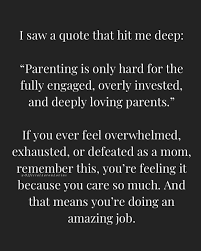 I saw a quote that hit me deep:
“Parenting is only hard for the
fully engaged, overly invested,
and deeply loving parents.”
If you ever feel overwhelmed,
exhausted, or defeated as a mom,
remember this, you’re feeling it
because you care so much. And
that means you’re doing an
amazing job.